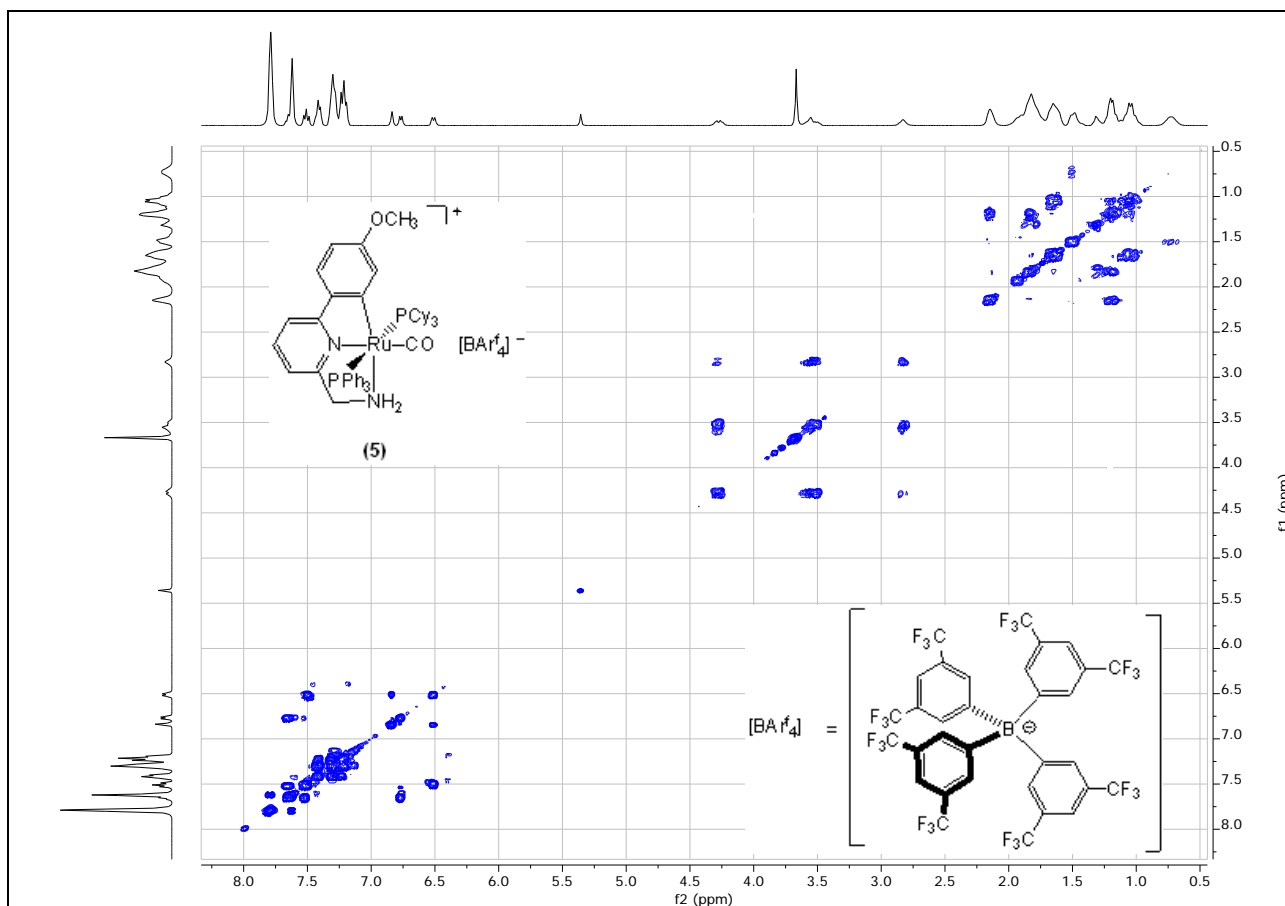 OCH3
+
PCy3
N
Ru
CO
PPh3
NH2
[BArf4]−
(5)
0.5
1.0
1.5
2.0
2.5
3.0
3.5
4.0
4.5
5.0
5.5
6.0
6.5
7.0
7.5
8.0
f1 (ppm)
[BArf4] =
F3C
F3C
CF3
F3C
F3C
CF3
B
⊖
F3C
CF3
F3C
CF3
8.0 7.5 7.0 6.5 6.0 5.5 5.0 4.5 4.0 3.5 3.0 2.5 2.0 1.5 1.0 0.5
f2 (ppm)